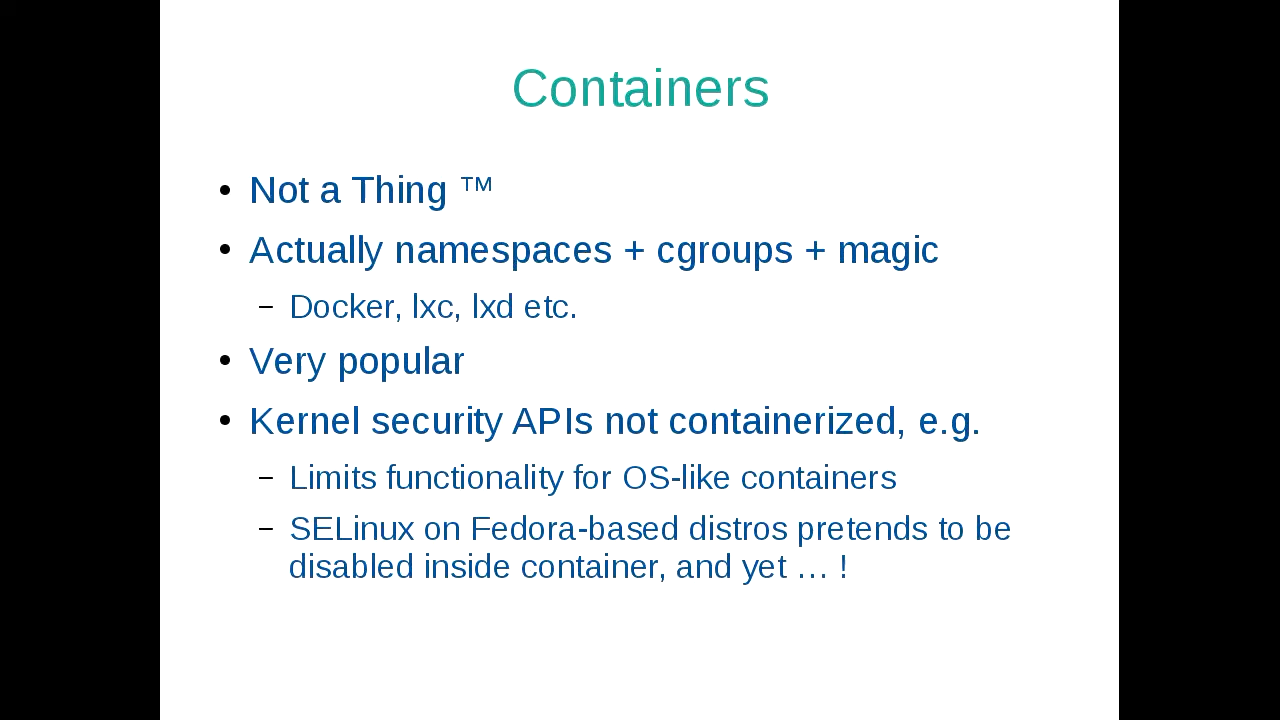 Containers
• Not a Thing ™
• Actually namespaces + cgroups + magic
– Docker, lxc, lxd etc.
• Very popular
• Kernel security APIs not containerized, e.g.
– Limits functionality for OS-like containers
– SELinux on Fedora-based distros pretends to be
disabled inside container, and yet … !